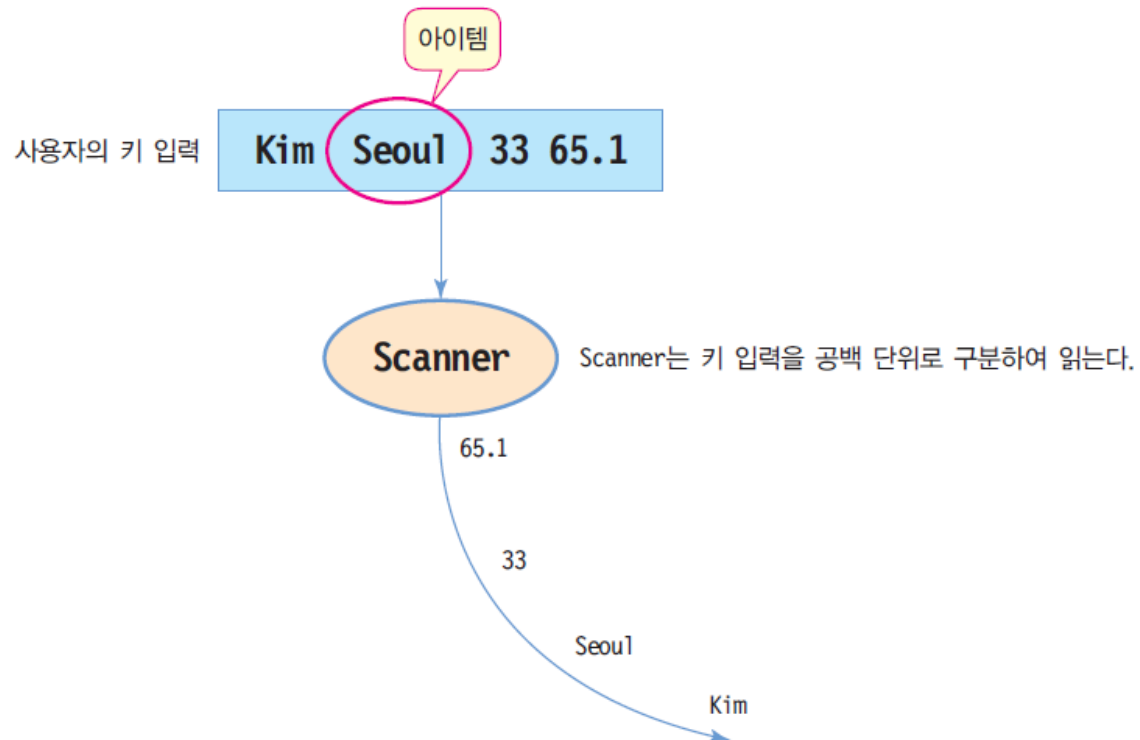 아이템
사용자의 키 입력
Kim Seoul 33 65.1
Scanner
Scanner는 키 입력을 공백 단위로 구분하여 읽는다.
65.1
33
Seoul
Kim